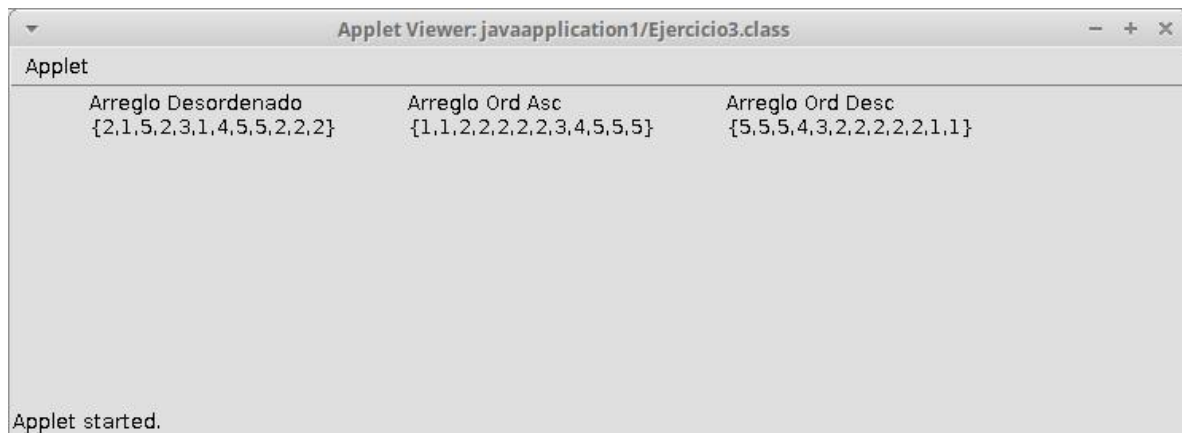 Applet Viewer: javaapplication1/Ejercicio3.class
Applet
Arreglo Desordenado Arreglo Ord Asc Arreglo Ord Desc
{2,1,5,2,3,1,4,5,5,2,2,2} {1,1,2,2,2,2,2,3,4,5,5,5} {5,5,5,4,3,2,2,2,2,2,1,1}
Applet started.